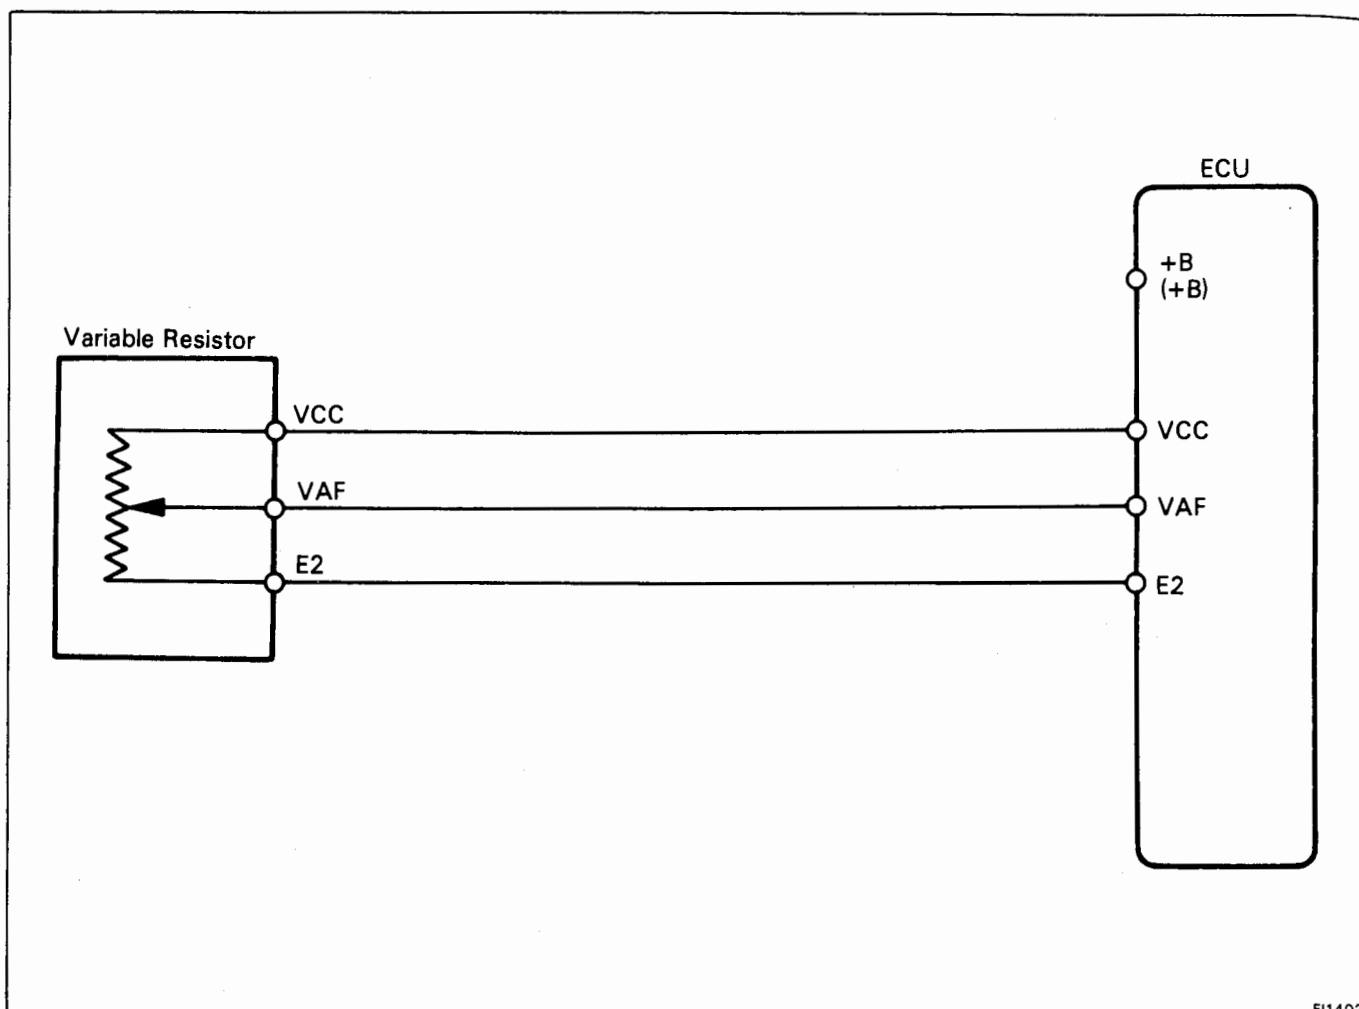 ECU
+B
(+B)
Variable Resistor
VCC
VCC
VAF
VAF
E2
E2